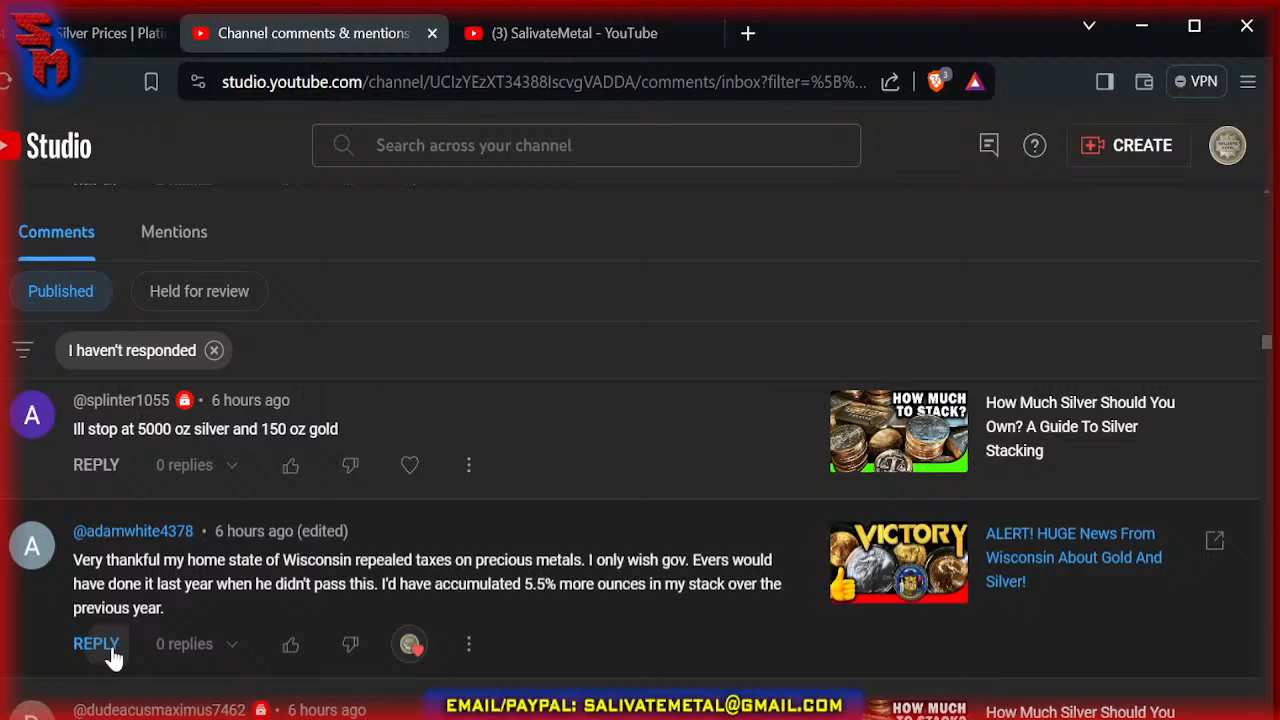 SM
Silver Prices | Plati
Channel comments & mentions
(3) SalivateMetal - YouTube
studio.youtube.com/channel/UCIzYEzXT34388IscvgVADDA/comments/inbox?filter=%5B%...
3
VPN
Studio
Search across your channel
CREATE
Comments
Mentions
Published
Held for review
I haven't responded
A
@splinter1055 • 6 hours ago
Ill stop at 5000 oz silver and 150 oz gold
REPLY
0 replies
HOW MUCH
TO STACK?
How Much Silver Should You
Own? A Guide To Silver
Stacking
A
@adamwhite4378 • 6 hours ago (edited)
Very thankful my home state of Wisconsin repealed taxes on precious metals. I only wish gov. Evers would
have done it last year when he didn't pass this. I'd have accumulated 5.5% more ounces in my stack over the
previous year.
REPLY
0 replies
VICTORY
ALERT! HUGE News From
Wisconsin About Gold And
Silver!
@dudeacusmaximus7462 • 6 hours ago
HOW MUCH
How Much Silver Should You
EMAIL/PAYPAL: SALIVATEMETAL@GMAIL.COM